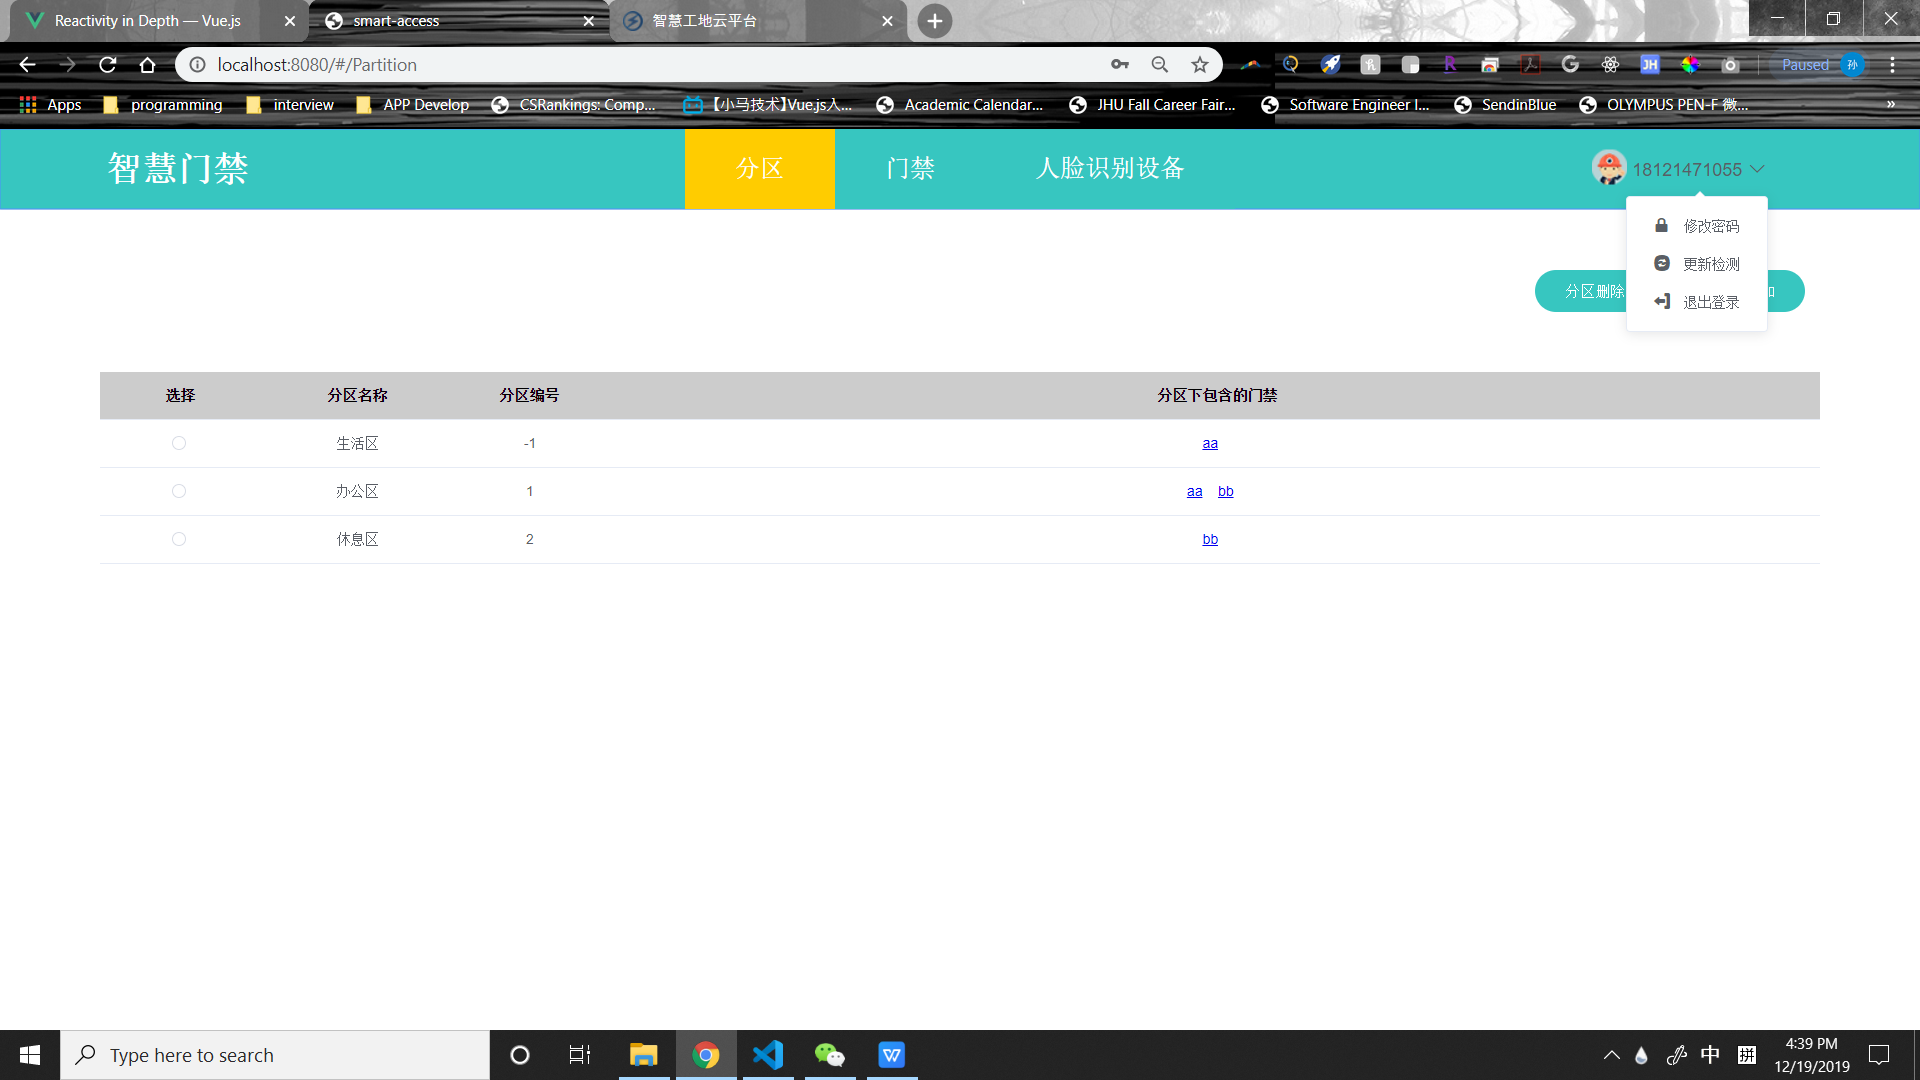 Reactivity in Depth — Vue.js
smart-access
智慧工地云平台
localhost:8080/#/Partition
Paused
孙
Apps
programming
interview
APP Develop
CSRankings: Comp...
【小马技术】Vue.js人...
Academic Calendar...
JHU Fall Career Fair...
Software Engineer I...
SendinBlue
OLYMPUS PEN-F 微...
»
智慧门禁
分区
门禁
人脸识别设备
18121471055
修改密码
更新检测
退出登录
分区删除
选择 分区名称 分区编号 分区下包含的门禁
生活区 -1 aa
办公区 1 aa bb
休息区 2 bb
Type here to search
中
拼
4:39 PM
12/19/2019